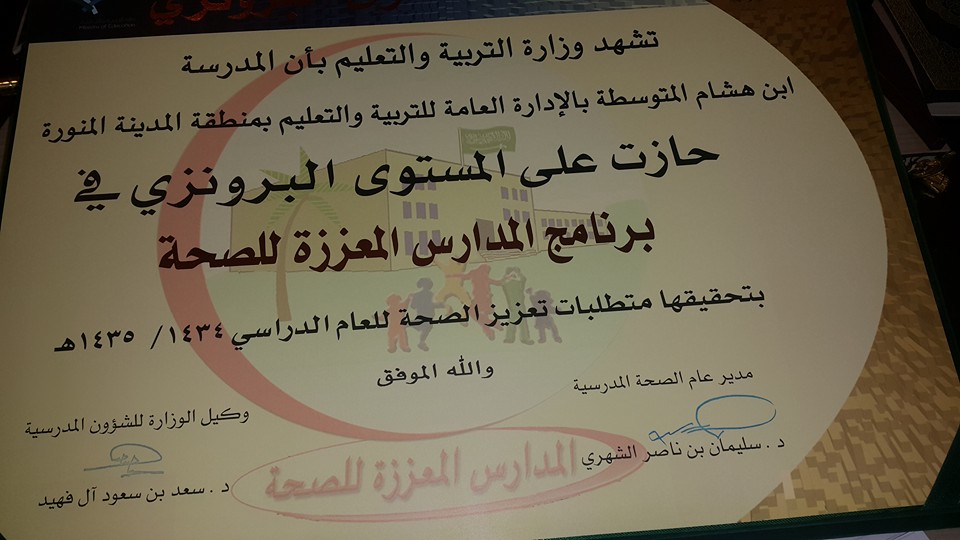 تشهد وزارة التربية والتعليم بأن المدرسة
ابن هشام المتوسطة بالإدارة العامة للتربية والتعليم بمنطقة المدينة المنورة
حازت على المستوى البرونزي في
برنامج المدارس المعززة للصحة
بتحقيقها متطلبات تعزيز الصحة للعام الدراسي ١٤٣٤/ ١٤٣٥هـ
والله الموفق
مدير عام الصحة المدرسية
د . سليمان بن ناصر الشهري
وكيل الوزارة للشؤون المدرسية
د . سعد بن سعود آل فهيد
المدارس المعززة للصحة